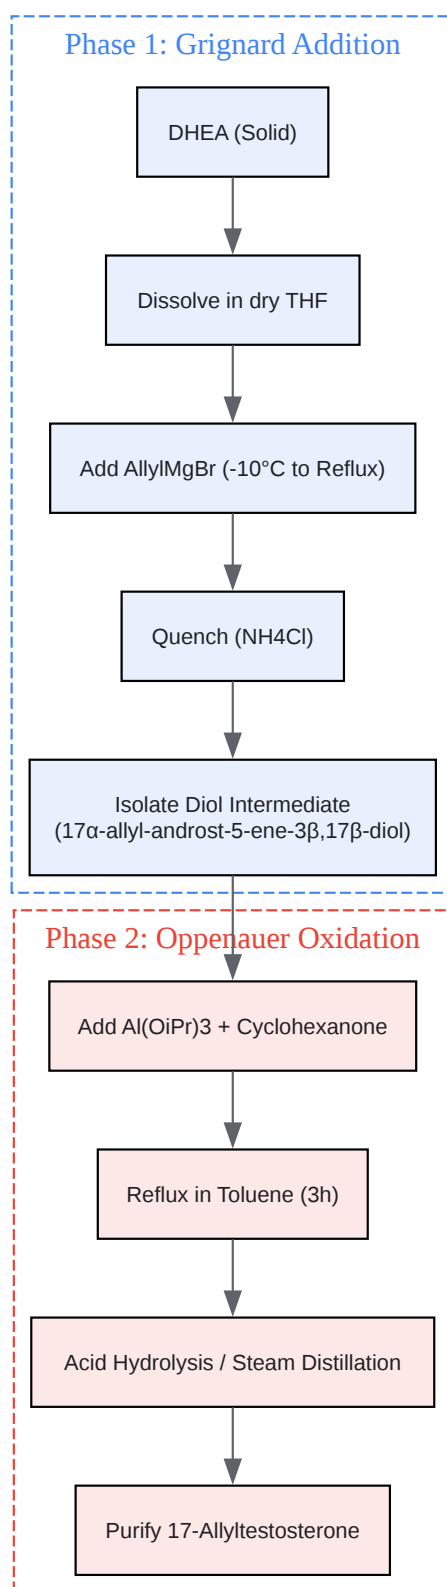 Phase 1: Grignard Addition
DHEA (Solid)
Dissolve in dry THF
Add AllylMgBr (-10°C to Reflux)
Quench (NH4Cl)
Isolate Diol Intermediate
(17α-allyl-androst-5-ene-3β,17β-diol)
Phase 2: Oppenauer Oxidation
Add Al(OiPr)3 + Cyclohexanone
Reflux in Toluene (3h)
Acid Hydrolysis / Steam Distillation
Purify 17-Allyltestosterone